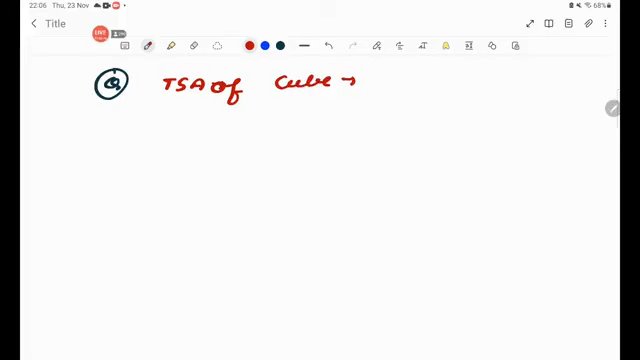 22:06 Thu, 23 Nov 68%
Title
LIVE
Q TSA of Cube →